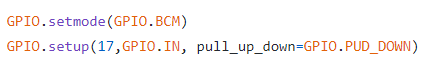 GPIO.setmode(GPIO.BCM)
GPIO.setup(17,GPIO.IN, pull_up_down=GPIO.PUD_DOWN)